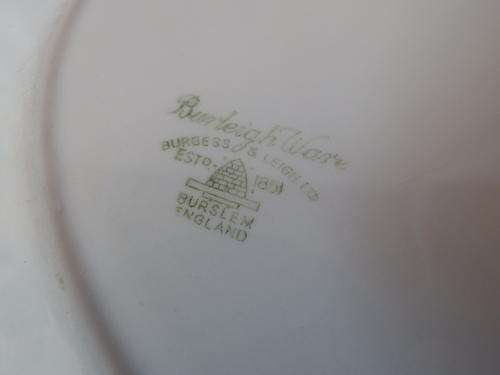 Burleigh Ware
BURGESS & LEIGH LTD
ESTD. 1851
BURSLEM
ENGLAND